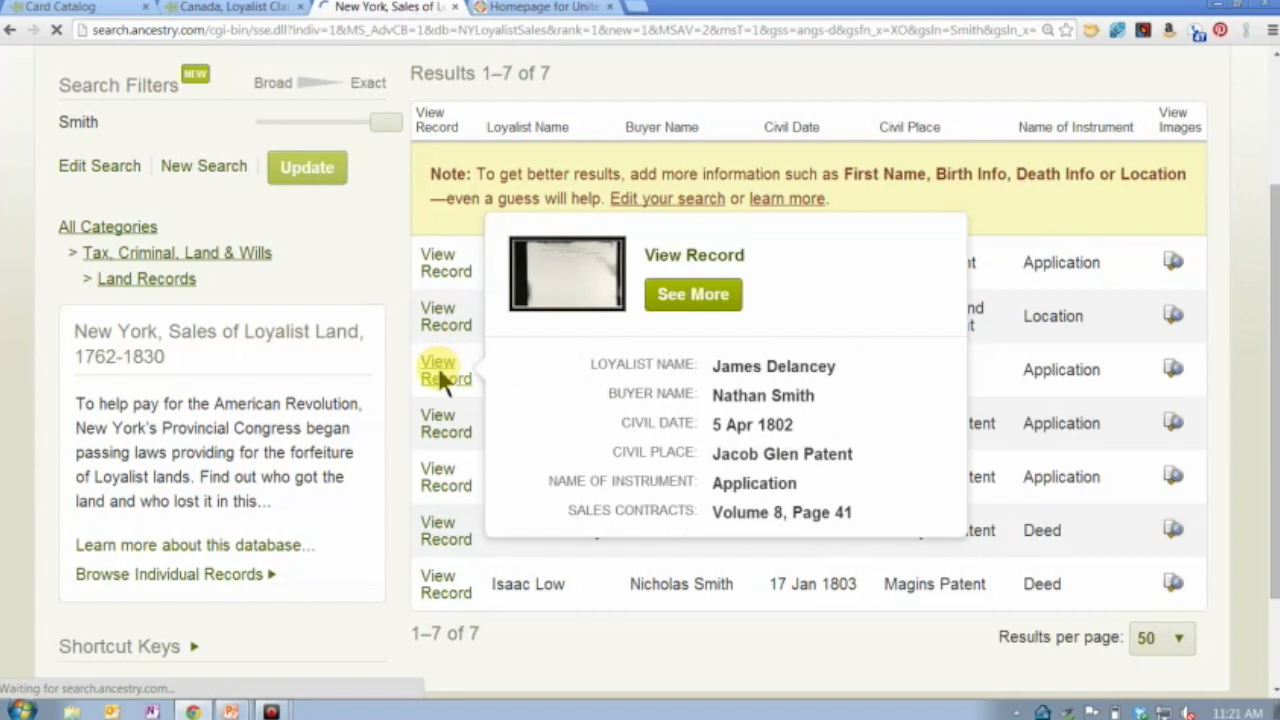 Card Catalog
Canada, Loyalist Clai
New York, Sales of Lo
Homepage for Unite
search.ancestry.com/cgi-bin/sse.dll?indiv=1&MS_AdvCB=1&db=NYLoyalistSales&rank=1&new=1&MSAV=2&msT=1&gss=angs-d&gsfn_x=XO&gsln=Smith&gsln_x=
Search Filters NEW
Broad Exact
Smith
Edit Search New Search Update
All Categories
> Tax, Criminal, Land & Wills
> Land Records
New York, Sales of Loyalist Land,
1762-1830
To help pay for the American Revolution,
New York's Provincial Congress began
passing laws providing for the forfeiture
of Loyalist lands. Find out who got the
land and who lost it in this...
Learn more about this database...
Browse Individual Records
Shortcut Keys
Results 1–7 of 7
View
Record
Loyalist Name
Buyer Name
Civil Date
Civil Place
Name of Instrument
View
Images
Note: To get better results, add more information such as First Name, Birth Info, Death Info or Location
—even a guess will help. Edit your search or learn more.
View
Record
nt
Application
View
Record
nd
t
Location
View
Record
Application
View
Record
tent
Application
View
Record
tent
Application
View
Record
tent
Deed
View
Record
Isaac Low
Nicholas Smith
17 Jan 1803
Magins Patent
Deed
View Record
See More
LOYALIST NAME: James Delancey
BUYER NAME: Nathan Smith
CIVIL DATE: 5 Apr 1802
CIVIL PLACE: Jacob Glen Patent
NAME OF INSTRUMENT: Application
SALES CONTRACTS: Volume 8, Page 41
1–7 of 7
Results per page: 50
Waiting for search.ancestry.com...
11:21 AM